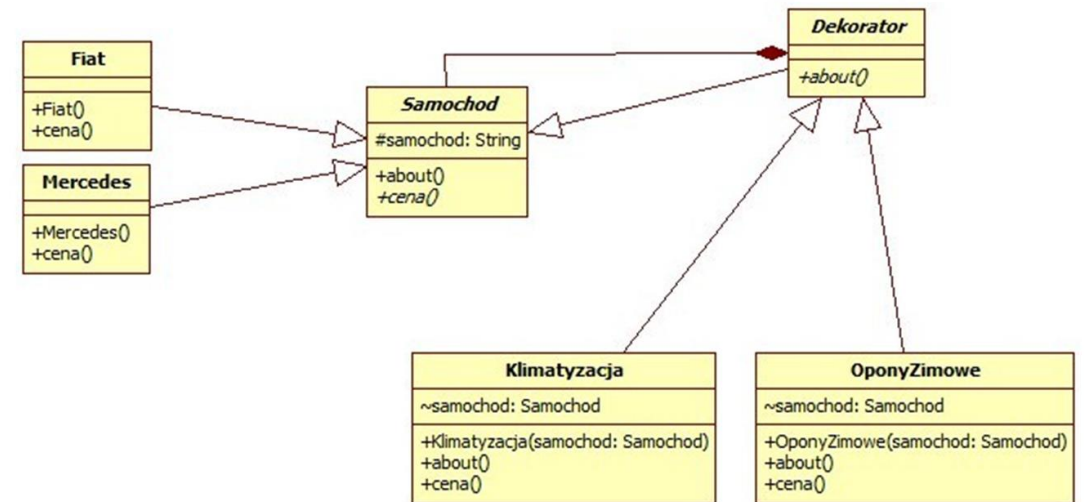 Fiat
+Fiat()
+cena()
Mercedes
+Mercedes()
+cena()
Samochod
#samochod: String
+about()
+cena()
Dekorator
+about()
Klimatyzacja
~samochod: Samochod
+Klimatyzacja(samochod: Samochod)
+about()
+cena()
OponyZimowe
~samochod: Samochod
+OponyZimowe(samochod: Samochod)
+about()
+cena()